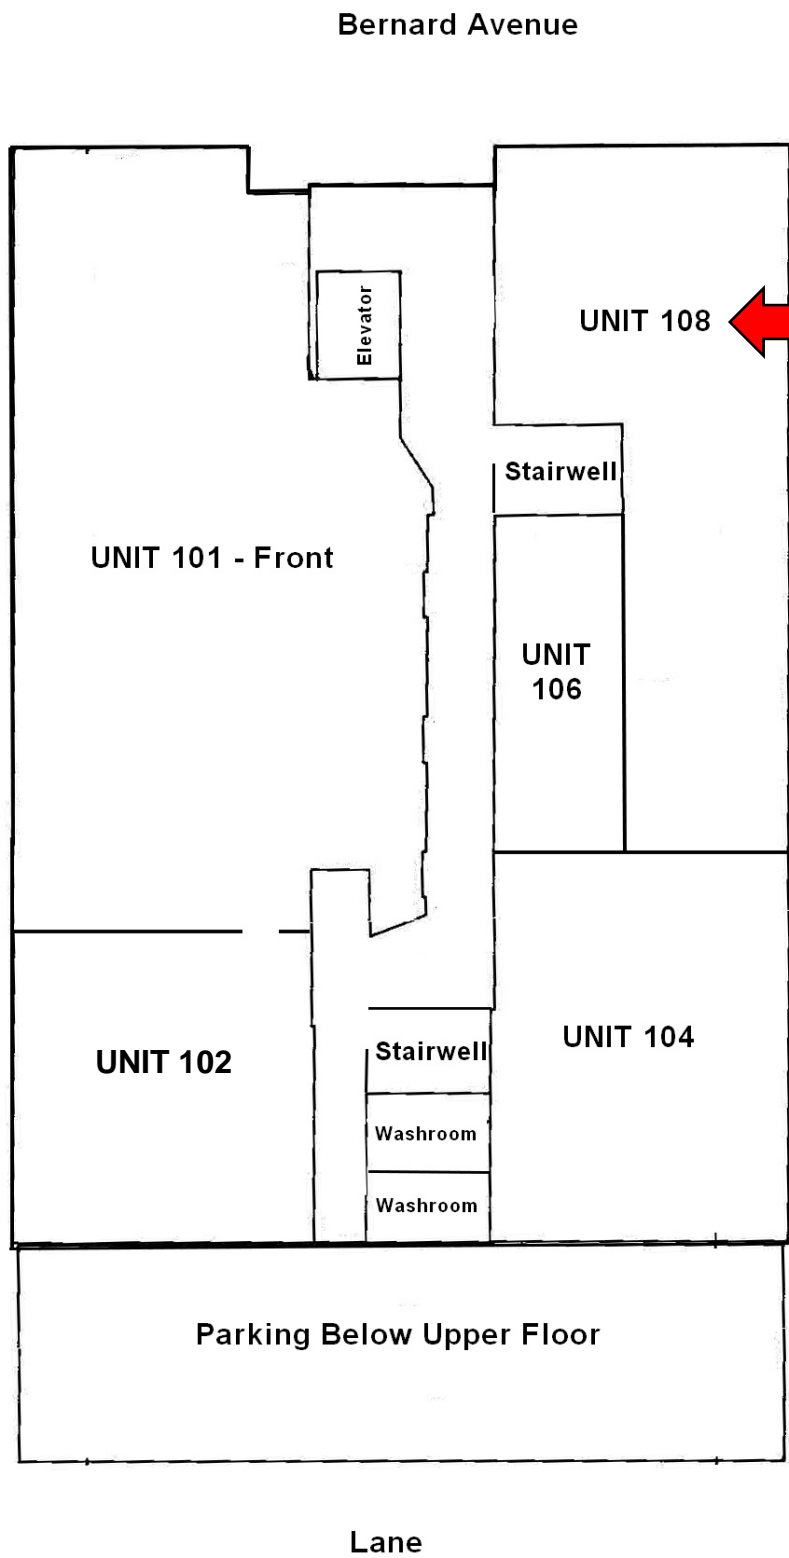 Bernard Avenue
Elevator
UNIT 108
Stairwell
UNIT 101 - Front
UNIT
106
UNIT 104
UNIT 102
Stairwell
Washroom
Washroom
Parking Below Upper Floor
Lane